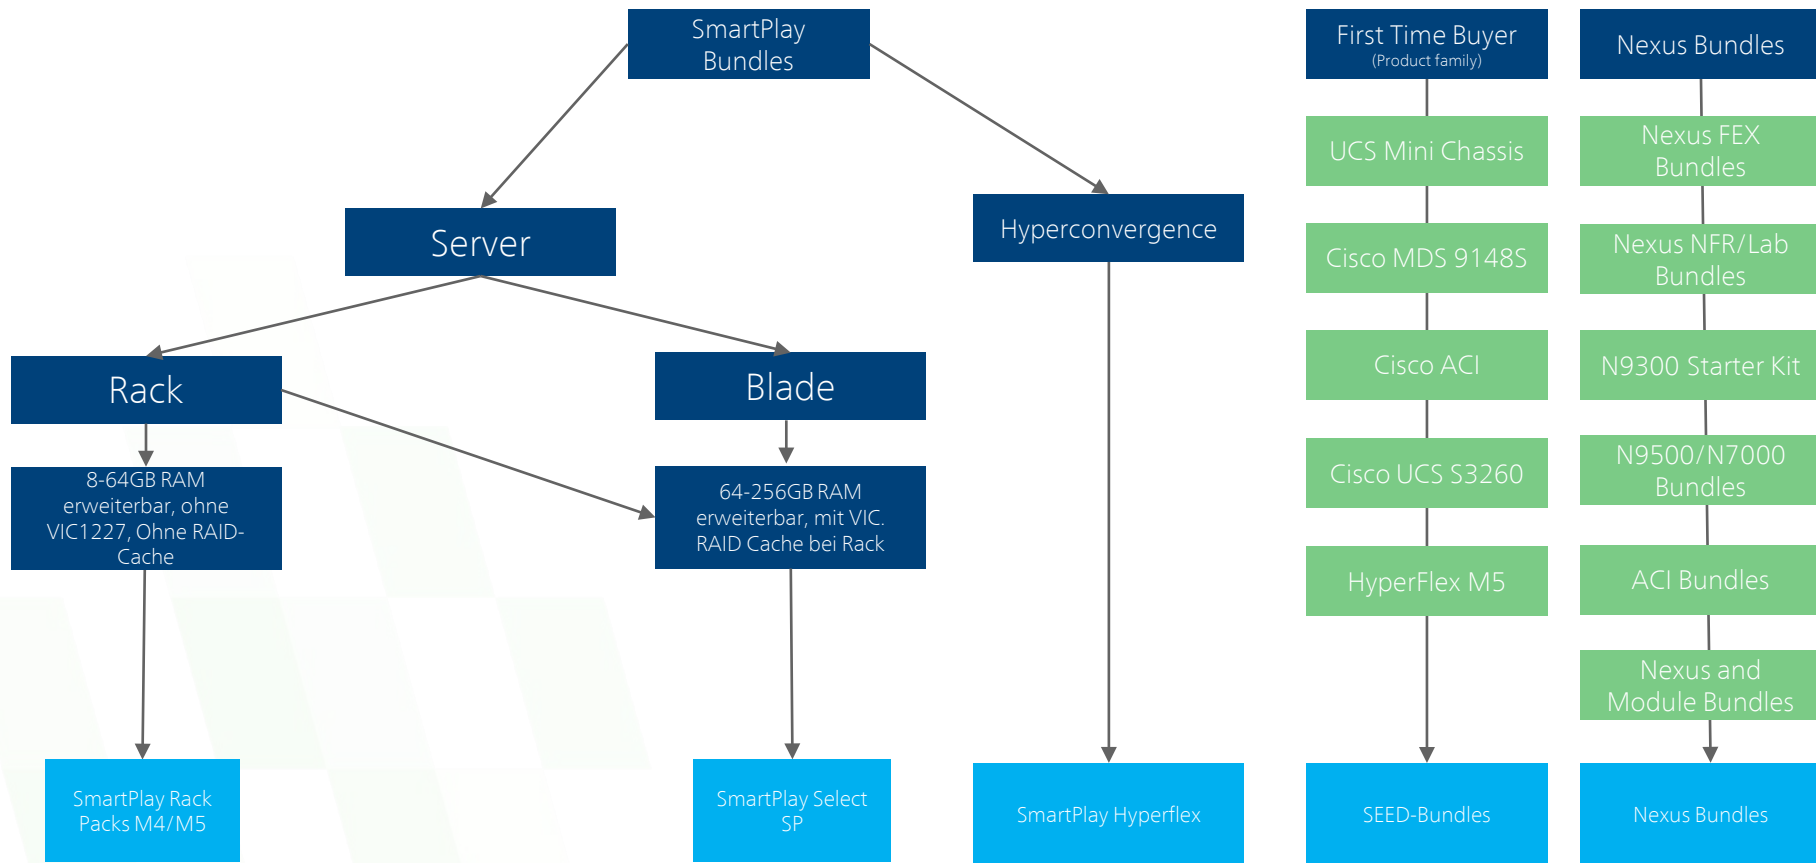 SmartPlay
Bundles
First Time Buyer
(Product family)
Nexus Bundles
UCS Mini Chassis
Nexus FEX
Bundles
Server
Hyperconvergence
Cisco MDS 9148S
Nexus NFR/Lab
Bundles
Rack
Blade
Cisco ACI
N9300 Starter Kit
8-64GB RAM
erweiterbar, ohne
VIC1227, Ohne RAID-
Cache
64-256GB RAM
erweiterbar, mit VIC.
RAID Cache bei Rack
Cisco UCS S3260
N9500/N7000
Bundles
HyperFlex M5
ACI Bundles
Nexus and
Module Bundles
SmartPlay Rack
Packs M4/M5
SmartPlay Select
SP
SmartPlay Hyperflex
SEED-Bundles
Nexus Bundles